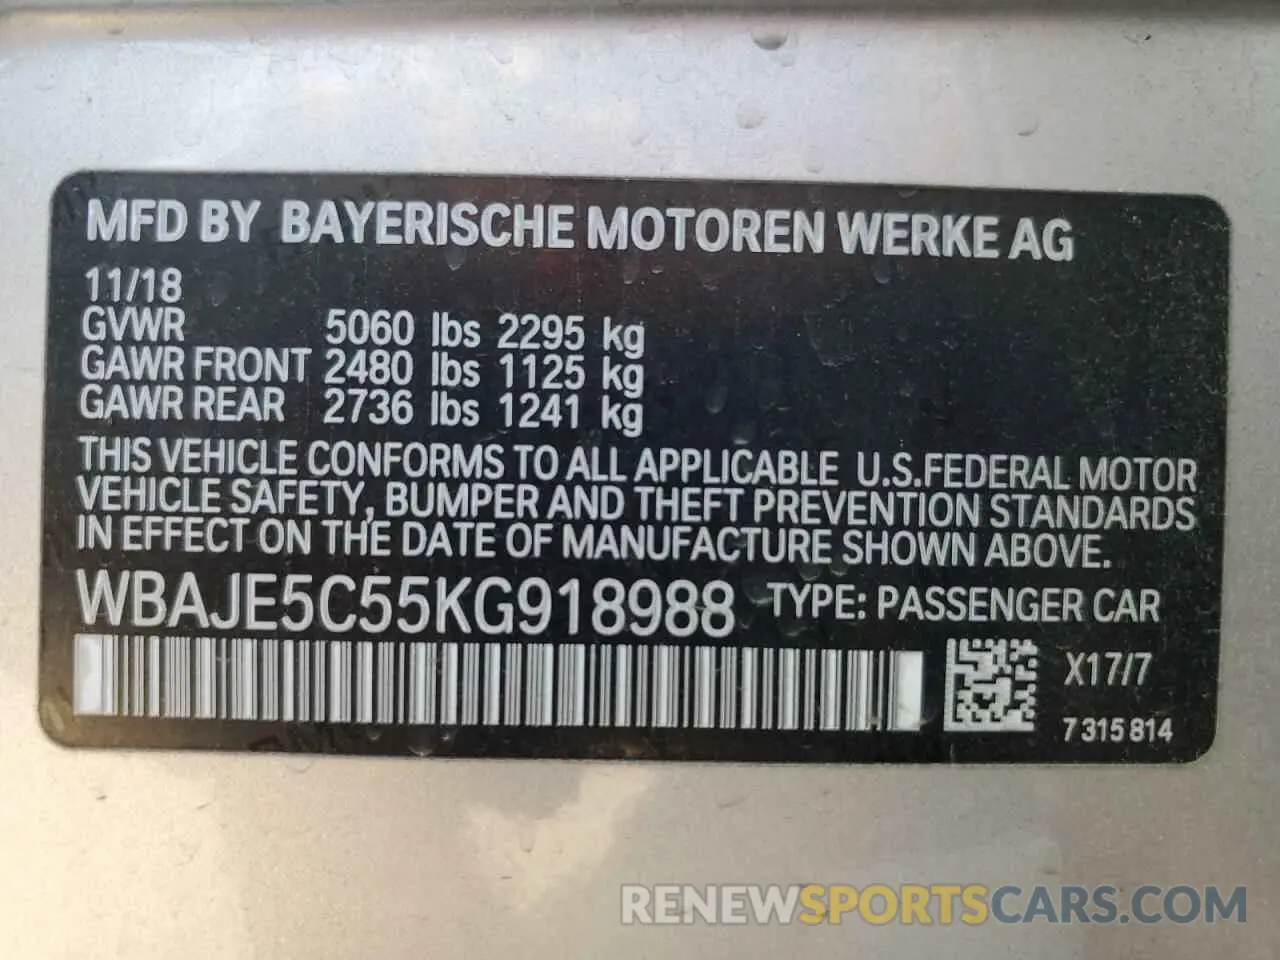 MFD BY BAYERISCHE MOTOREN WERKE AG
11/18
GVWR 5060 lbs 2295 kg
GAWR FRONT 2480 lbs 1125 kg
GAWR REAR 2736 lbs 1241 kg
THIS VEHICLE CONFORMS TO ALL APPLICABLE U.S.FEDERAL MOTOR
VEHICLE SAFETY, BUMPER AND THEFT PREVENTION STANDARDS
IN EFFECT ON THE DATE OF MANUFACTURE SHOWN ABOVE.
WBAJE5C55KG918988 TYPE: PASSENGER CAR
X17/7
7 315 814
RENEWSPORTSCARS.COM